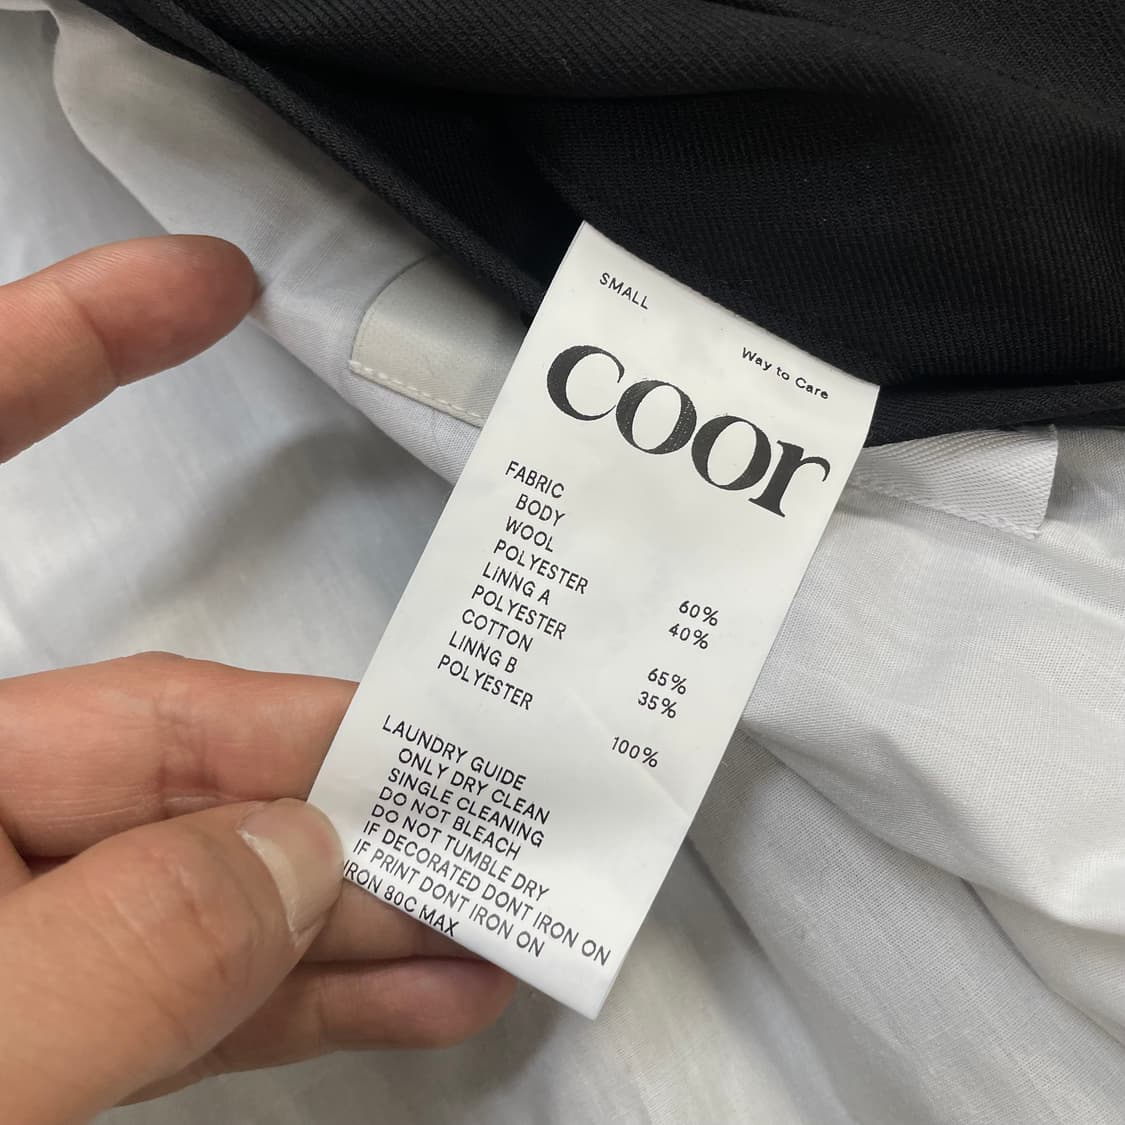 SMALL
Way to Care
coor
FABRIC
BODY
WOOL 60%
POLYESTER 40%
LINNG A
POLYESTER 65%
COTTON 35%
LINNG B
POLYESTER 100%
LAUNDRY GUIDE
ONLY DRY CLEAN
SINGLE CLEANING
DO NOT BLEACH
DO NOT TUMBLE DRY
IF DECORATED DONT IRON ON
IF PRINT DONT IRON ON
IRON 80C MAX